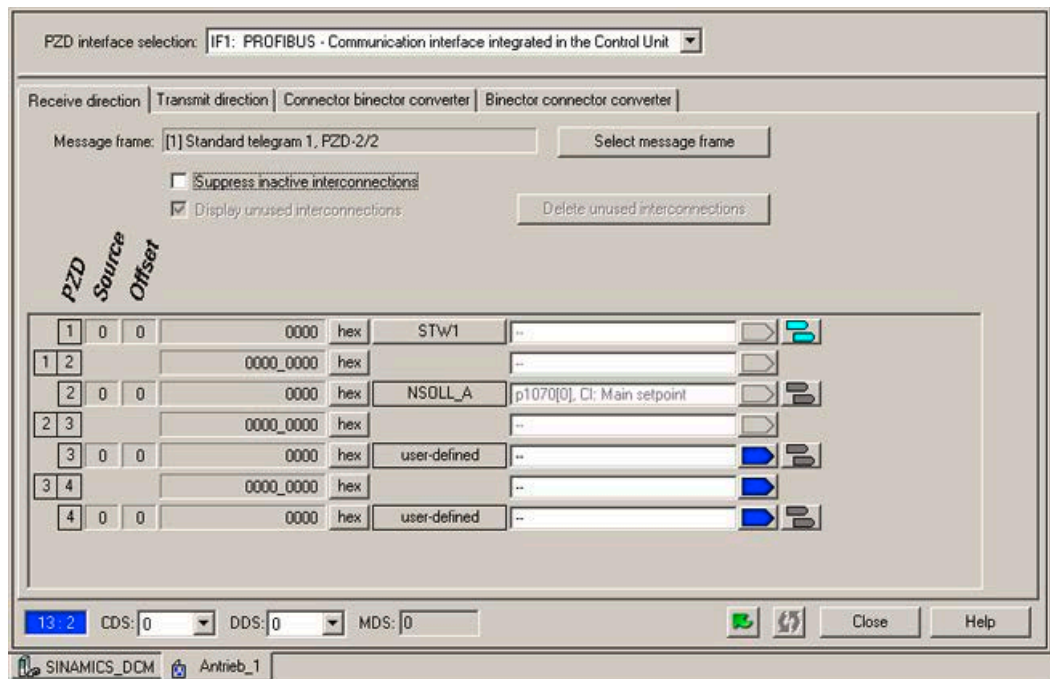 PZD interface selection: IF1: PROFIBUS - Communication interface integrated in the Control Unit
Receive direction Transmit direction Connector binector converter Binector connector converter
Message frame: [1] Standard telegram 1, PZD-2/2 Select message frame
Suppress inactive interconnections
Display unused interconnections Delete unused interconnections
PZD Source Offset
1 0 0 0000 hex STW1 --
1 2 0000_0000 hex --
2 0 0 0000 hex NSOLL_A p1070[0], CI: Main setpoint
2 3 0000_0000 hex --
3 0 0 0000 hex user-defined --
3 4 0000_0000 hex --
4 0 0 0000 hex user-defined --
13 : 2 CDS: 0 DDS: 0 MDS: 0 Close Help
SINAMICS_DCM Antrieb_1